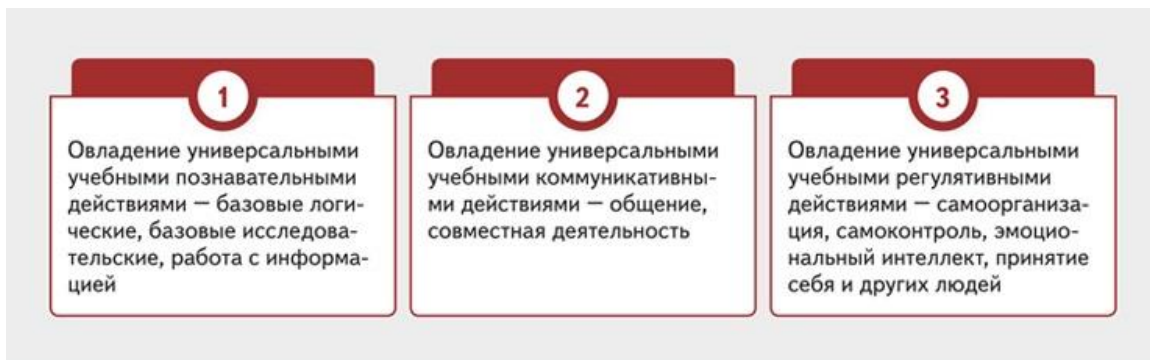 1
Овладение универсальными
учебными познавательными
действиями — базовые логи-
ческие, базовые исследова-
тельские, работа с информа-
цией
2
Овладение универсальными
учебными коммуникативны-
ми действиями — общение,
совместная деятельность
3
Овладение универсальными
учебными регулятивными
действиями — самоорганиза-
ция, самоконтроль, эмоцио-
нальный интеллект, принятие
себя и других людей